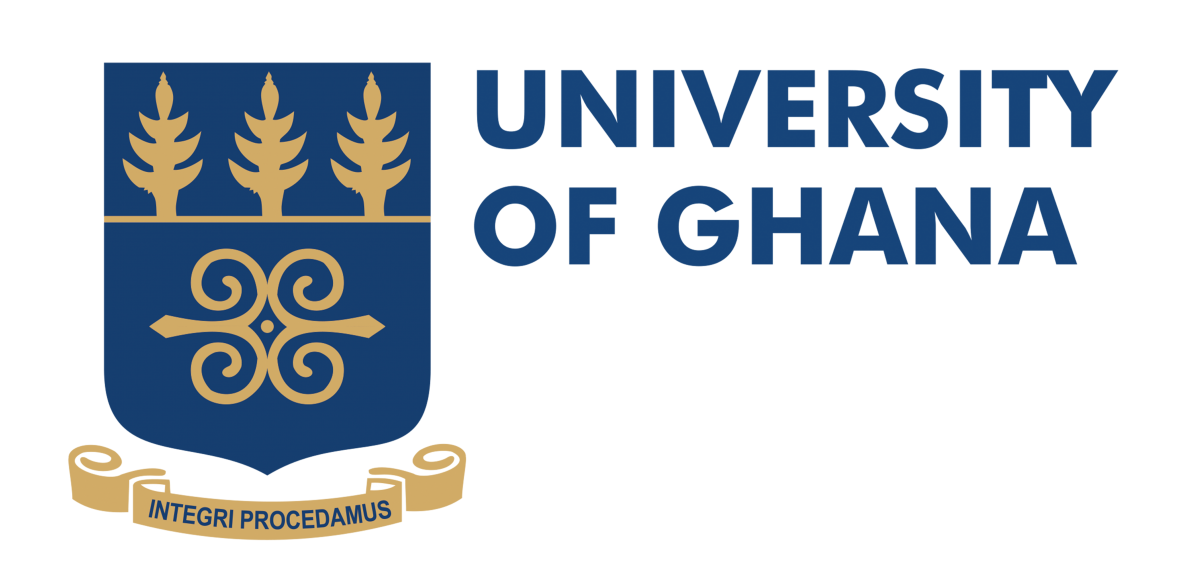 UNIVERSITY
OF GHANA
INTEGRI PROCEDAMUS